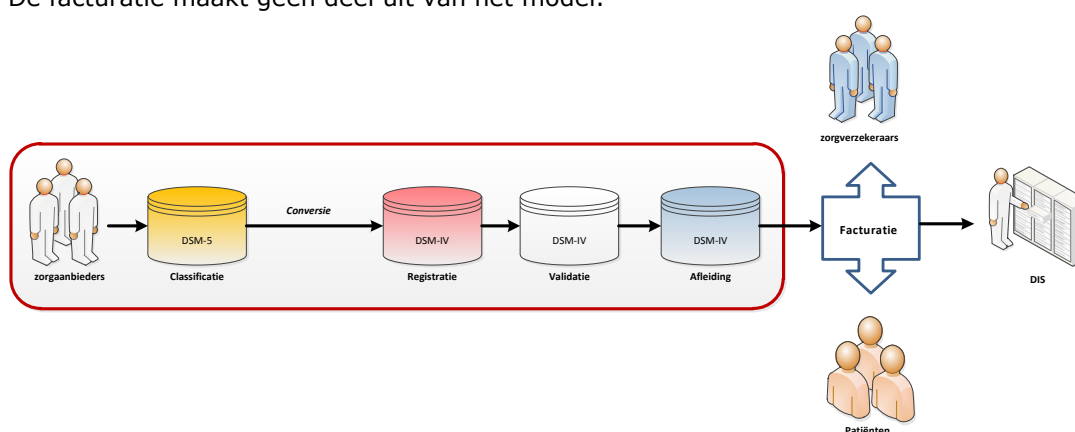 De facturatie maakt geen deel uit van het model.
zorgverzekeraars
Conversie
DSM-5
DSM-IV
DSM-IV
DSM-IV
Facturatie
zorgaanbieders
Classificatie
Registratie
Validatie
Afleiding
DIS
Patiënten